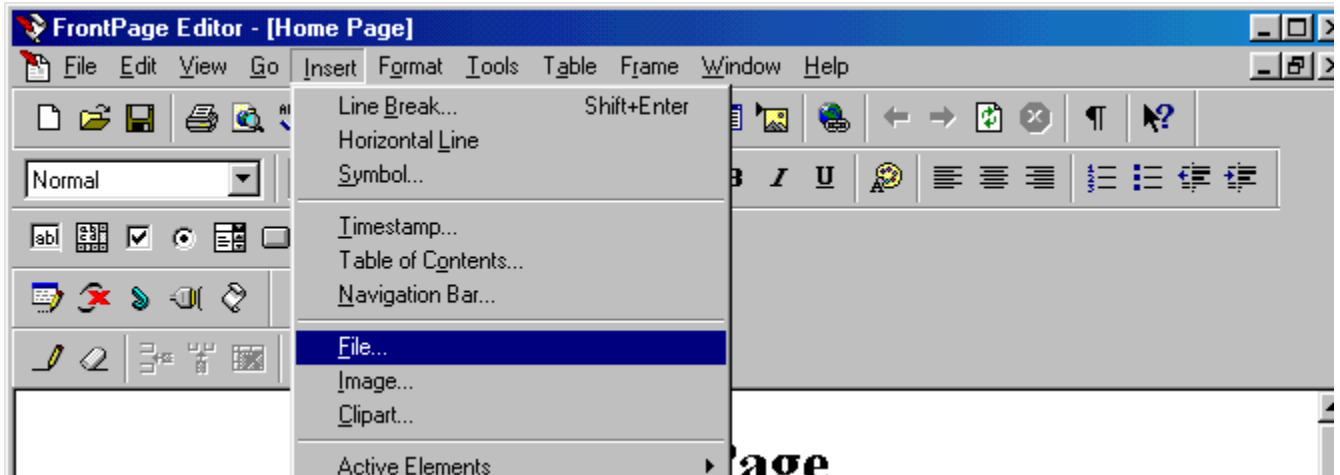 FrontPage Editor - [Home Page]
File Edit View Go Insert Format Tools Table Frame Window Help
Line Break... Shift+Enter
Horizontal Line
Normal
Symbol...
B I U
Timestamp...
Table of Contents...
Navigation Bar...
File...
Image...
Clipart...
Active Elements
Page